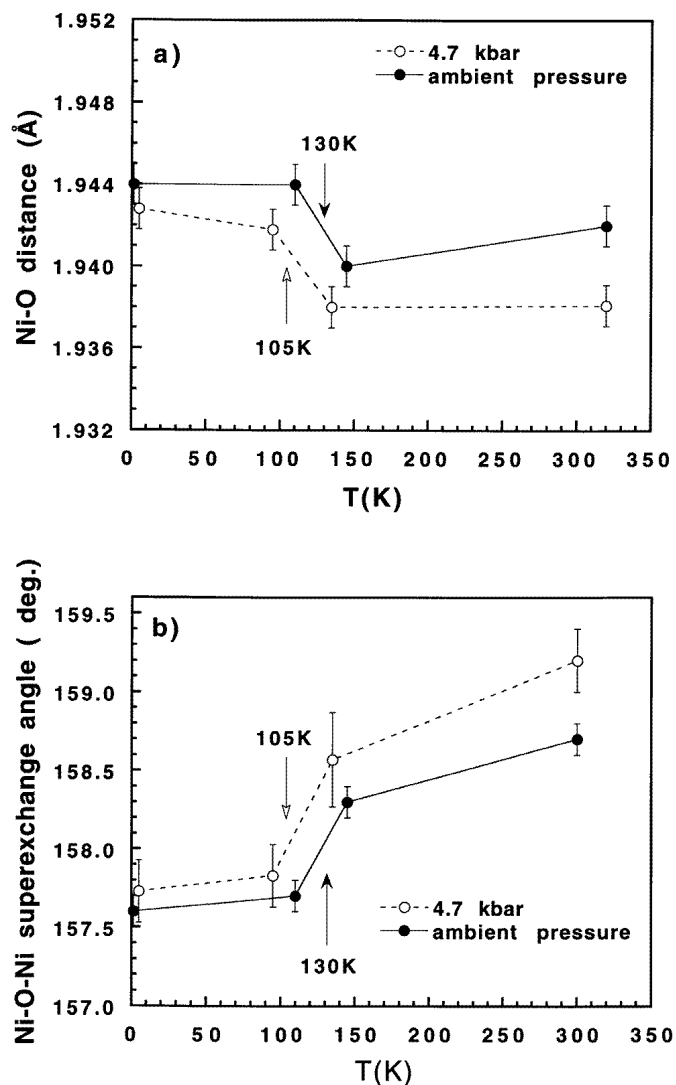 1.952
a)
4.7 kbar
ambient pressure
1.948
130K
1.944
1.940
1.936
105K
1.932
Ni-O distance (Å)
0 50 100 150 200 250 300 350
T(K)
159.5
b)
159.0
105K
158.5
158.0
4.7 kbar
157.5
ambient pressure
130K
157.0
Ni-O-Ni superexchange angle ( deg.)
0 50 100 150 200 250 300 350
T(K)